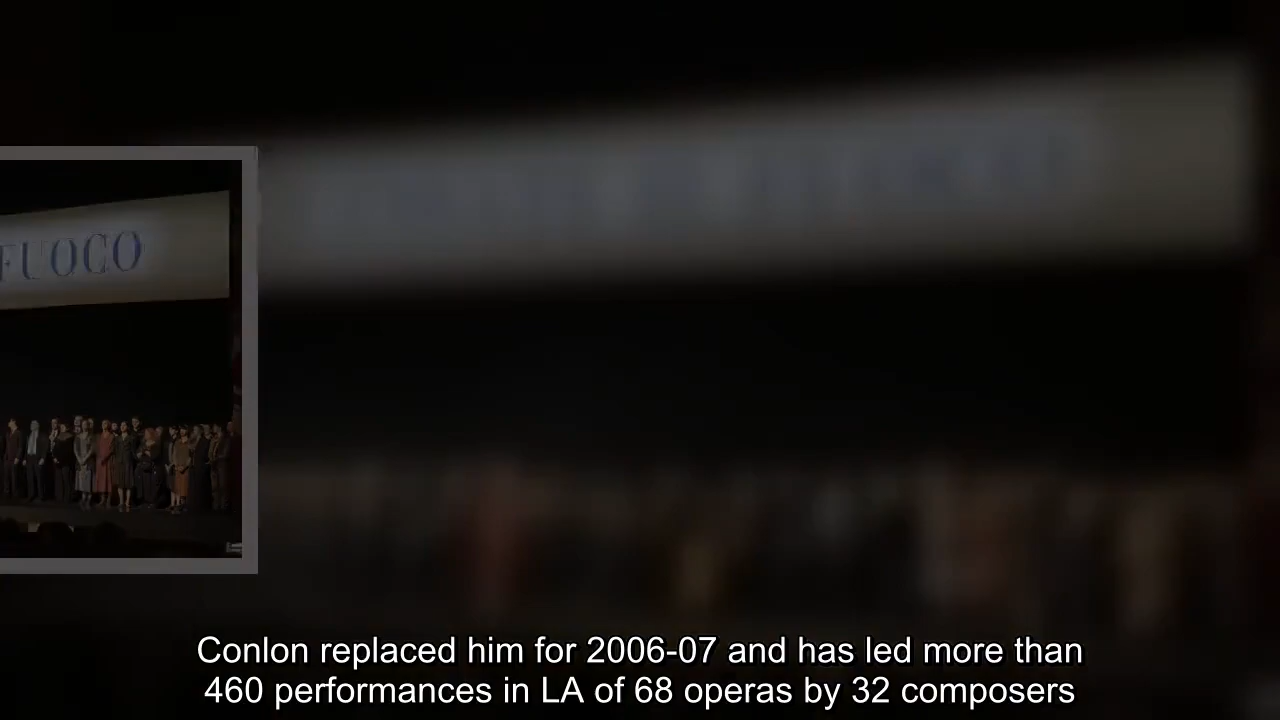 FUOCO
Conlon replaced him for 2006-07 and has led more than
460 performances in LA of 68 operas by 32 composers